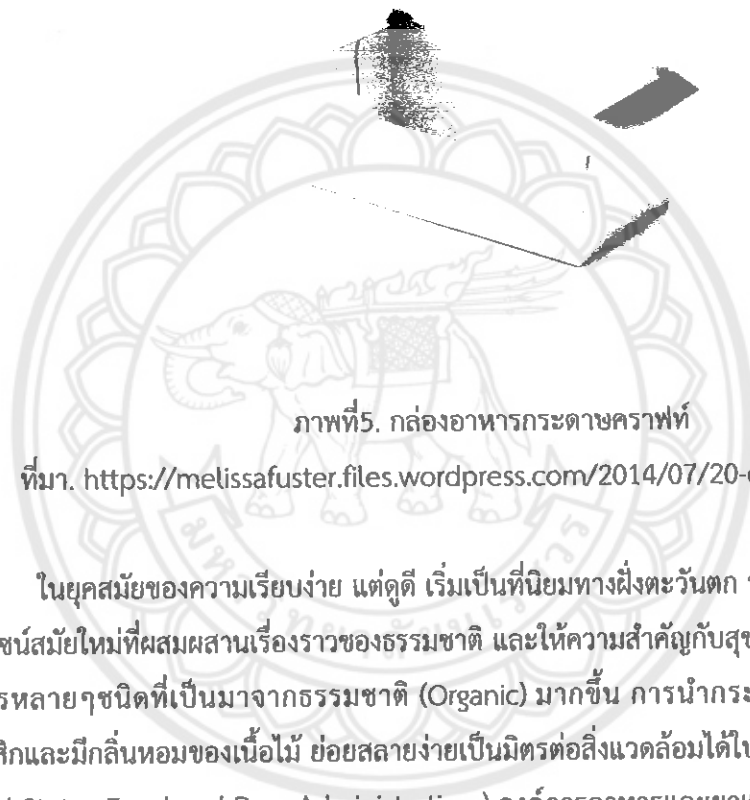 ภาพที่5. กล่องอาหารกระดาษคราฟท์
ที่มา. https://melissafuster.files.wordpress.com/2014/07/20-
ในยุคสมัยของความเรียบง่าย แต่ดูดี เริ่มเป็นที่นิยมทางฝั่งตะวันตก
ซน์สมัยใหม่ที่ผสมผสานเรื่องราวของธรรมชาติ และให้ความสำคัญกับสุข
รหลายๆชนิดที่เป็นมาจากธรรมชาติ (Organic) มากขึ้น การนำกระ
สึกและมีกลิ่นหอมของเนื้อไม้ ย่อยสลายง่ายเป็นมิตรต่อสิ่งแวดล้อมได้ใน